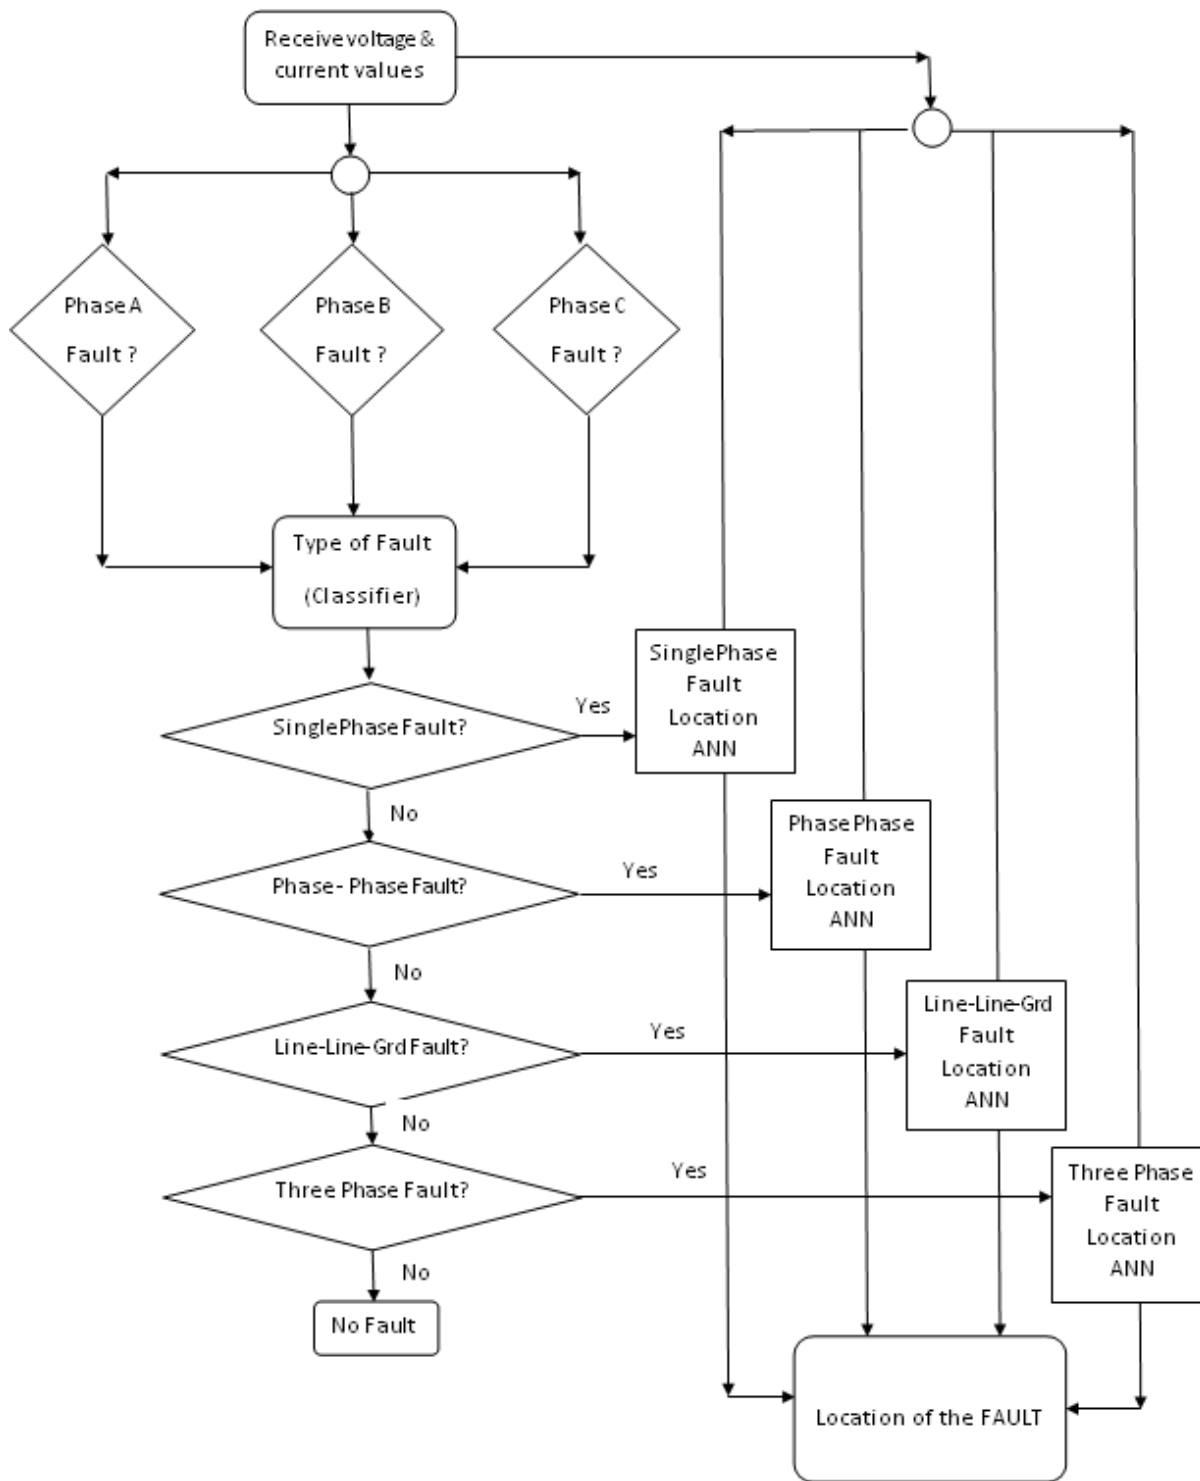 Receive voltage &
current values
Phase A
Fault ?
Phase B
Fault ?
Phase C
Fault ?
Type of Fault
(Classifier)
SinglePhase Fault?
Yes
SinglePhase
Fault
Location
ANN
No
Phase - Phase Fault?
Yes
Phase Phase
Fault
Location
ANN
No
Line-Line-Grd Fault?
Yes
Line-Line-Grd
Fault
Location
ANN
No
Three Phase Fault?
Yes
Three Phase
Fault
Location
ANN
No
No Fault
Location of the FAULT